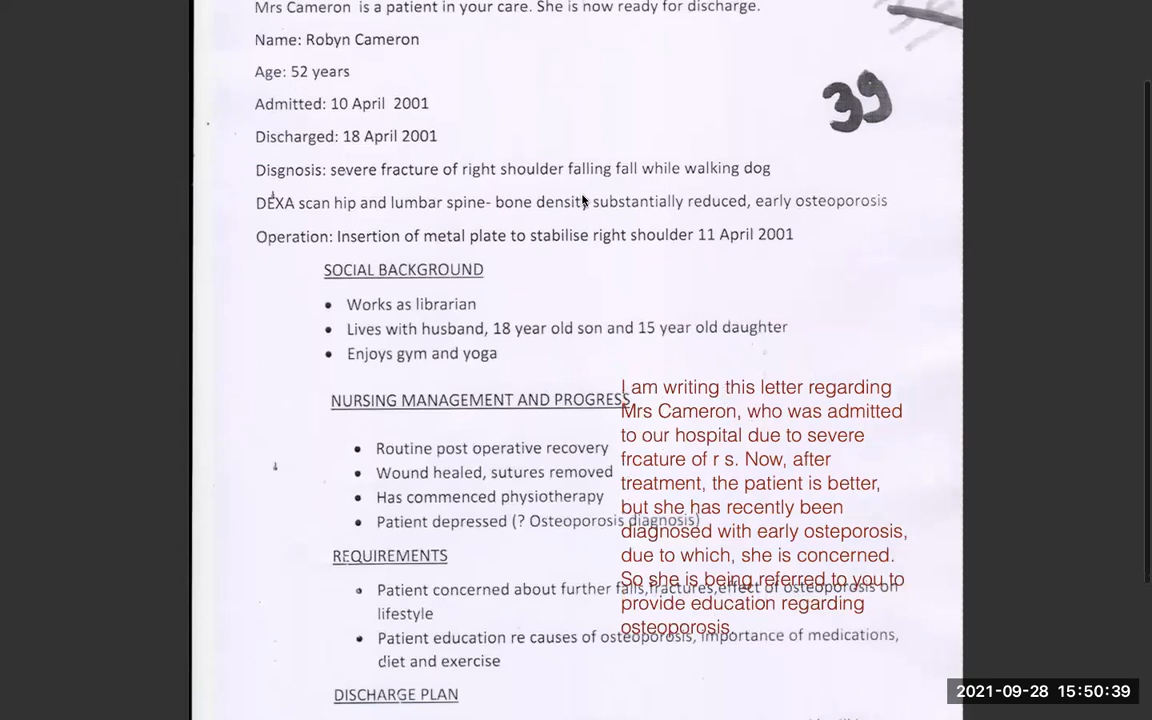 Mrs Cameron is a patient in your care. She is now ready for discharge.
Name: Robyn Cameron
Age: 52 years
Admitted: 10 April 2001
39
Discharged: 18 April 2001
Disgnosis: severe fracture of right shoulder falling fall while walking dog
DEXA scan hip and lumbar spine- bone density substantially reduced, early osteoporosis
Operation: Insertion of metal plate to stabilise right shoulder 11 April 2001
SOCIAL BACKGROUND
Works as librarian
Lives with husband, 18 year old son and 15 year old daughter
Enjoys gym and yoga
NURSING MANAGEMENT AND PROGRESS
Routine post operative recovery
Wound healed, sutures removed
Has commenced physiotherapy
Patient depressed (? Osteoporosis diagnosis)
REQUIREMENTS
Patient concerned about further falls,fractures,effect of osteoporosis on
lifestyle
Patient education re causes of osteoporosis, importance of medications,
diet and exercise
DISCHARGE PLAN
I am writing this letter regarding
Mrs Cameron, who was admitted
to our hospital due to severe
frcature of r s. Now, after
treatment, the patient is better,
but she has recently been
diagnosed with early osteporosis,
due to which, she is concerned.
So she is being referred to you to
provide education regarding
osteoporosis.
2021-09-28 15:50:39